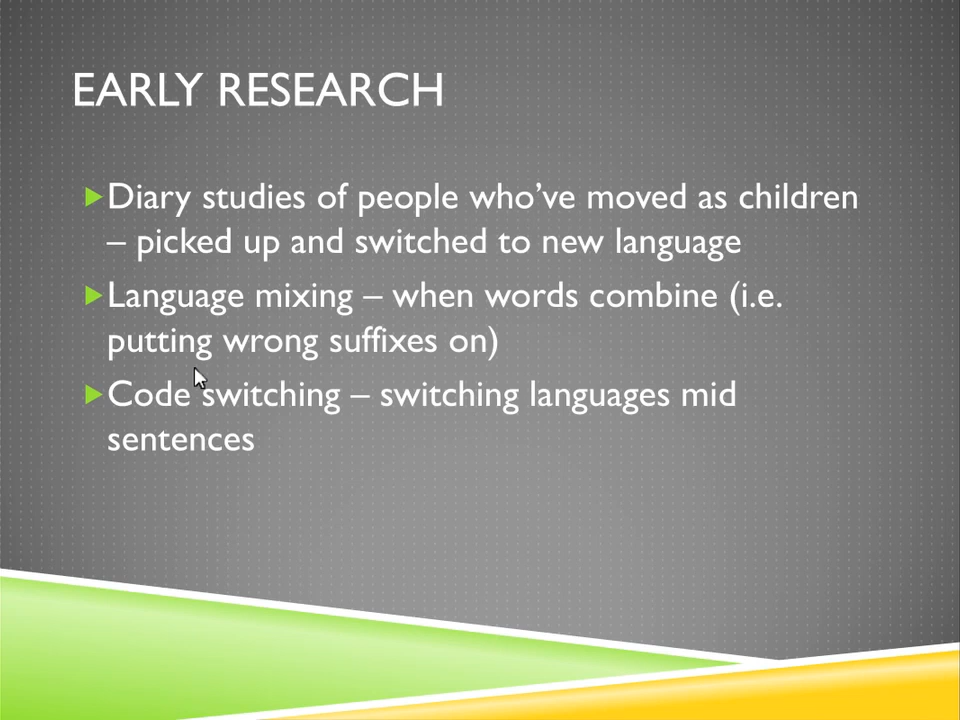 EARLY RESEARCH
Diary studies of people who’ve moved as children
– picked up and switched to new language
Language mixing – when words combine (i.e.
putting wrong suffixes on)
Code switching – switching languages mid
sentences